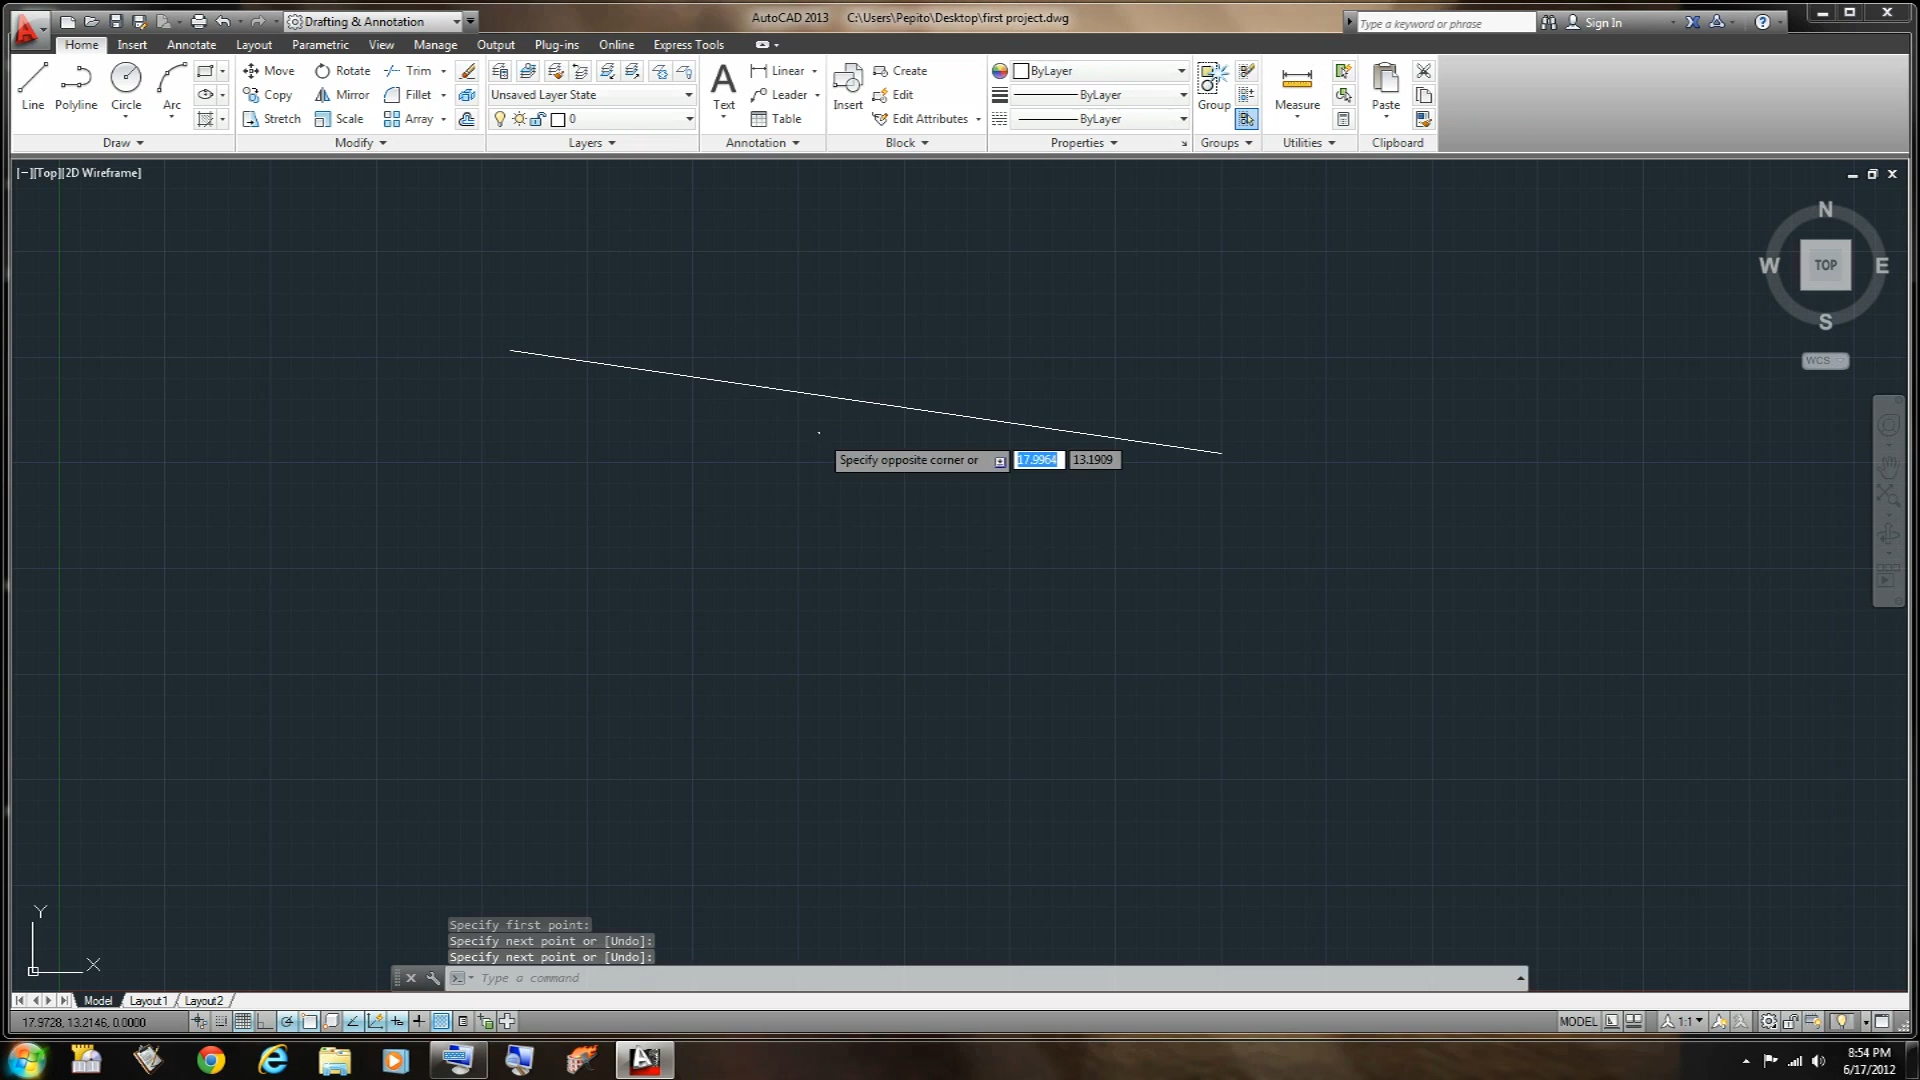 Drafting & Annotation
AutoCAD 2013 C:\Users\Pepito\Desktop\first project.dwg
Type a keyword or phrase
Sign In
Home Insert Annotate Layout Parametric View Manage Output Plug-ins Online Express Tools
Line Polyline Circle Arc
Draw
Move Rotate Trim
Copy Mirror Fillet
Stretch Scale Array
Modify
Unsaved Layer State
0
Layers
Text
Linear
Leader
Table
Annotation
Insert
Create
Edit
Edit Attributes
Block
ByLayer
ByLayer
ByLayer
Properties
Group
Groups
Measure
Utilities
Paste
Clipboard
[−][Top][2D Wireframe]
N
W TOP E
S
WCS
Specify opposite corner or 17.9964 13.1909
Y
X
Specify first point:
Specify next point or [Undo]:
Specify next point or [Undo]:
Type a command
Model Layout1 Layout2
17.9728, 13.2146, 0.0000
MODEL
1:1
8:54 PM
6/17/2012